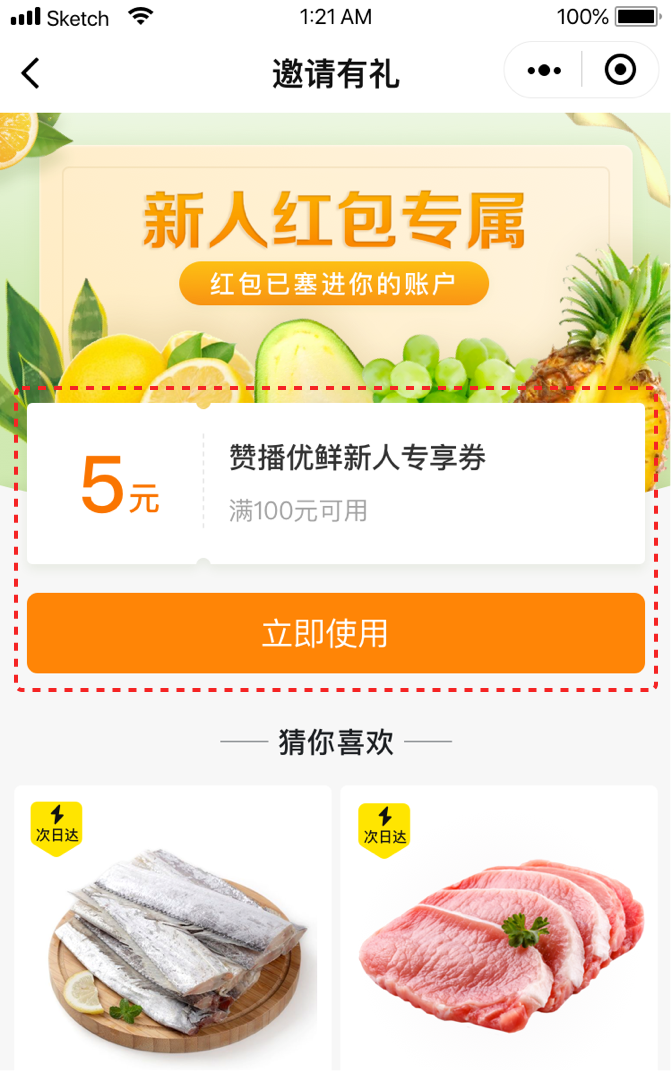 Sketch 1:21 AM 100%
邀请有礼
新人红包专属
红包已塞进你的账户
5元
赞播优鲜新人专享券
满100元可用
立即使用
猜你喜欢
次日达
次日达